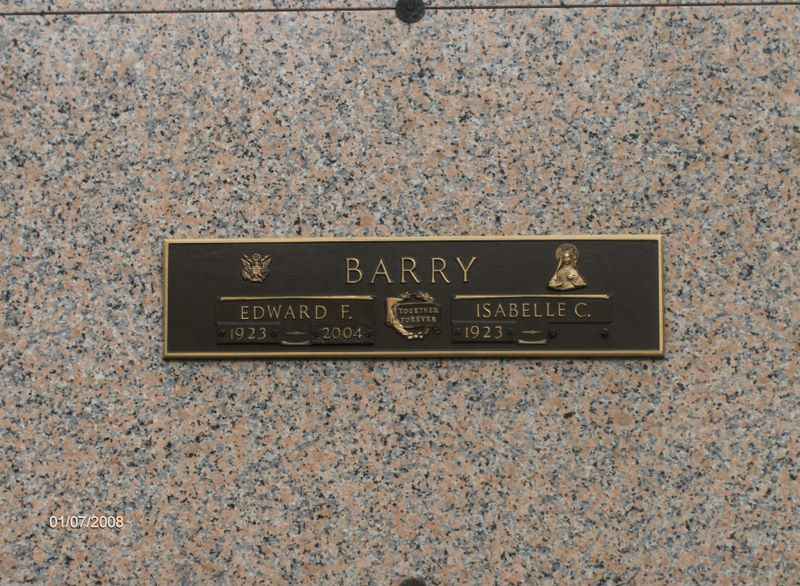 BARRY
EDWARD F.
1923 2004
TOGETHER
FOREVER
ISABELLE C.
1923
01/07/2008